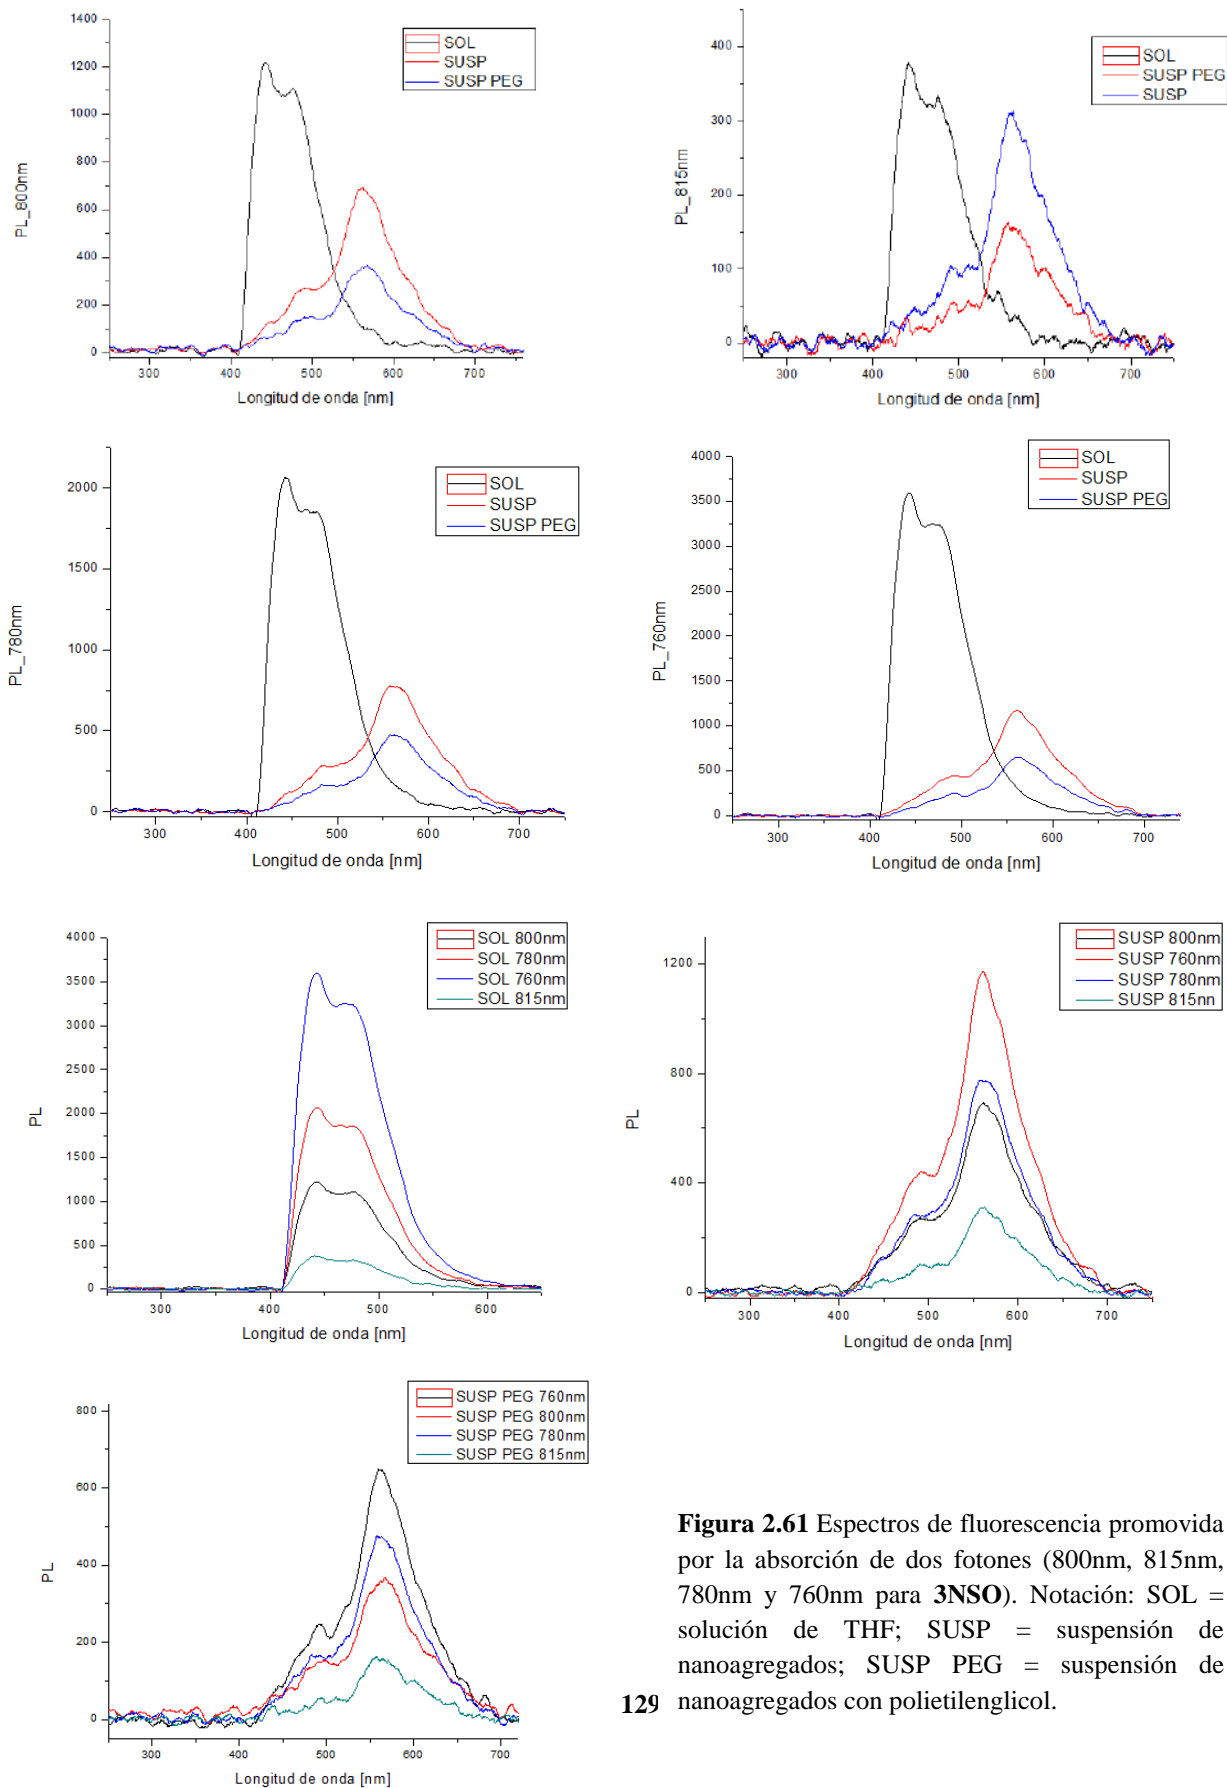 1400
1200
1000
800
600
400
200
0
PL_800nm
SOL
SUSP
SUSP PEG
300 400 500 600 700
Longitud de onda [nm]
400
300
200
100
0
PL_815nm
SOL
SUSP PEG
SUSP
300 400 500 600 700
Longitud de onda [nm]
2000
1500
1000
500
0
PL_780nm
SOL
SUSP
SUSP PEG
300 400 500 600 700
Longitud de onda [nm]
4000
3500
3000
2500
2000
1500
1000
500
0
PL_760nm
SOL
SUSP
SUSP PEG
300 400 500 600 700
Longitud de onda [nm]
4000
3500
3000
2500
2000
1500
1000
500
0
PL
SOL 800nm
SOL 780nm
SOL 760nm
SOL 815nm
400 500 600
Longitud de onda [nm]
1200
800
400
0
PL
SUSP 800nm
SUSP 760nm
SUSP 780nm
SUSP 815nn
300 400 500 600 700
Longitud de onda [nm]
800
600
400
200
0
PL
SUSP PEG 760nm
SUSP PEG 800nm
SUSP PEG 780nm
SUSP PEG 815nm
300 400 500 600 700
Longitud de onda [nm]
Figura 2.61 Espectros de fluorescencia promovida
por la absorción de dos fotones (800nm, 815nm,
780nm y 760nm para 3NSO). Notación: SOL =
solución de THF; SUSP = suspensión de
nanoagregados; SUSP PEG = suspensión de
nanoagregados con polietilenglicol.
129